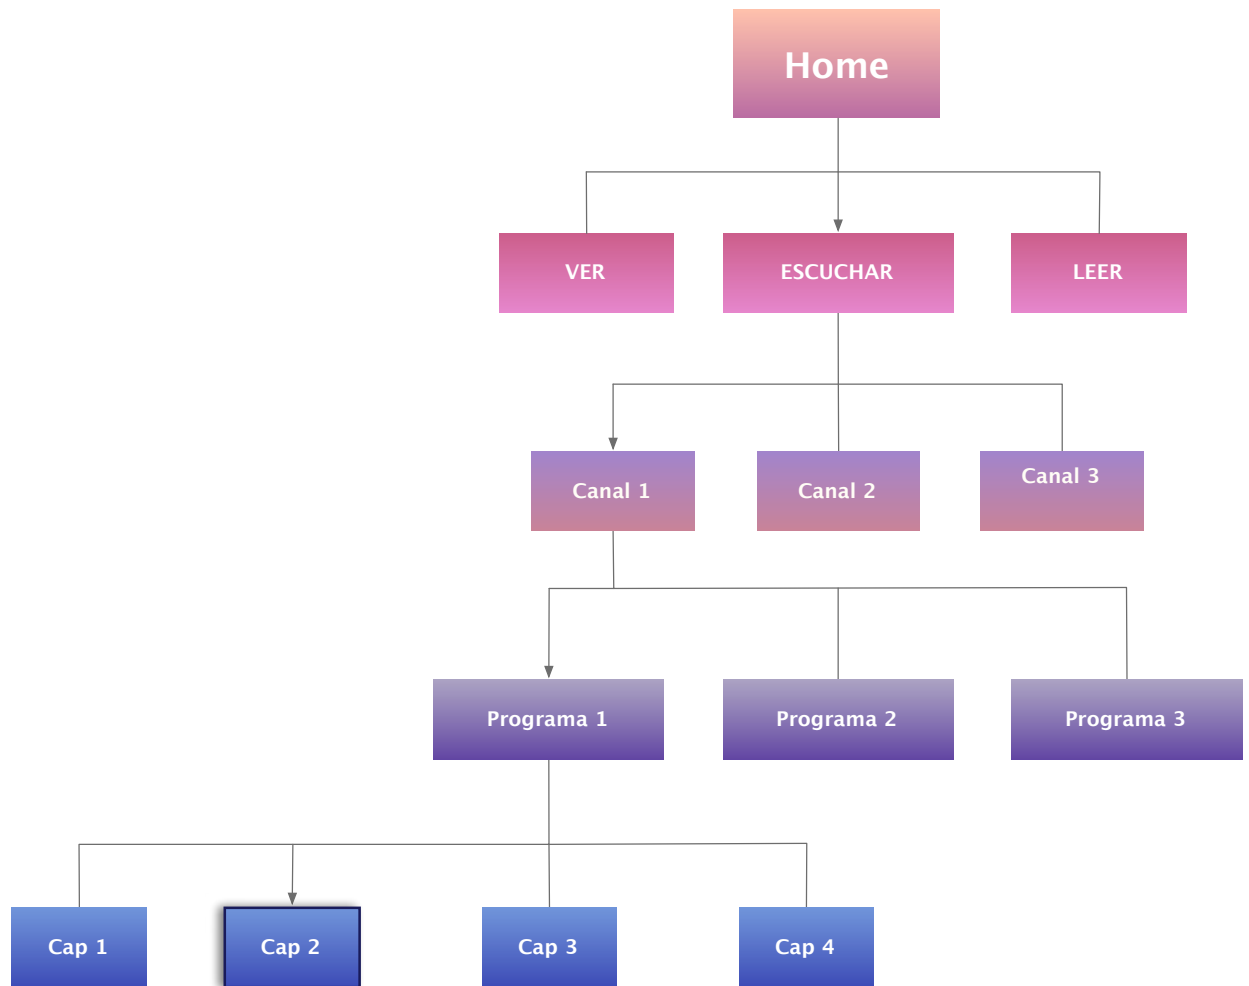 Home
VER
ESCUCHAR
LEER
Canal 1
Canal 2
Canal 3
Programa 1
Programa 2
Programa 3
Cap 1
Cap 2
Cap 3
Cap 4